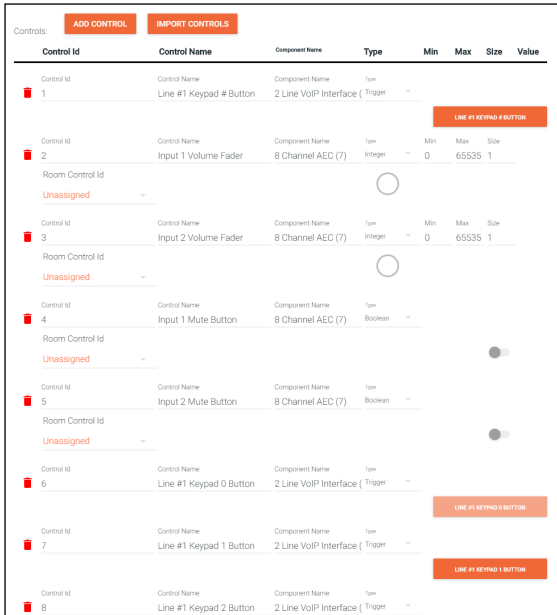 Controls: ADD CONTROL IMPORT CONTROLS
Control Id Control Name Component Name Type Min Max Size Value
Control Id Control Name Component Name Type
1 Line #1 Keypad # Button 2 Line VoIP Interface ( Trigger
LINE #1 KEYPAD # BUTTON
Control Id Control Name Component Name Type Min Max Size
2 Input 1 Volume Fader 8 Channel AEC (7) Integer 0 65535 1
Room Control Id
Unassigned
Control Id Control Name Component Name Type Min Max Size
3 Input 2 Volume Fader 8 Channel AEC (7) Integer 0 65535 1
Room Control Id
Unassigned
Control Id Control Name Component Name Type
4 Input 1 Mute Button 8 Channel AEC (7) Boolean
Room Control Id
Unassigned
Control Id Control Name Component Name Type
5 Input 2 Mute Button 8 Channel AEC (7) Boolean
Room Control Id
Unassigned
Control Id Control Name Component Name Type
6 Line #1 Keypad 0 Button 2 Line VoIP Interface ( Trigger
LINE #1 KEYPAD 0 BUTTON
Control Id Control Name Component Name Type
7 Line #1 Keypad 1 Button 2 Line VoIP Interface ( Trigger
LINE #1 KEYPAD 1 BUTTON
Control Id Control Name Component Name Type
8 Line #1 Keypad 2 Button 2 Line VoIP Interface ( Trigger